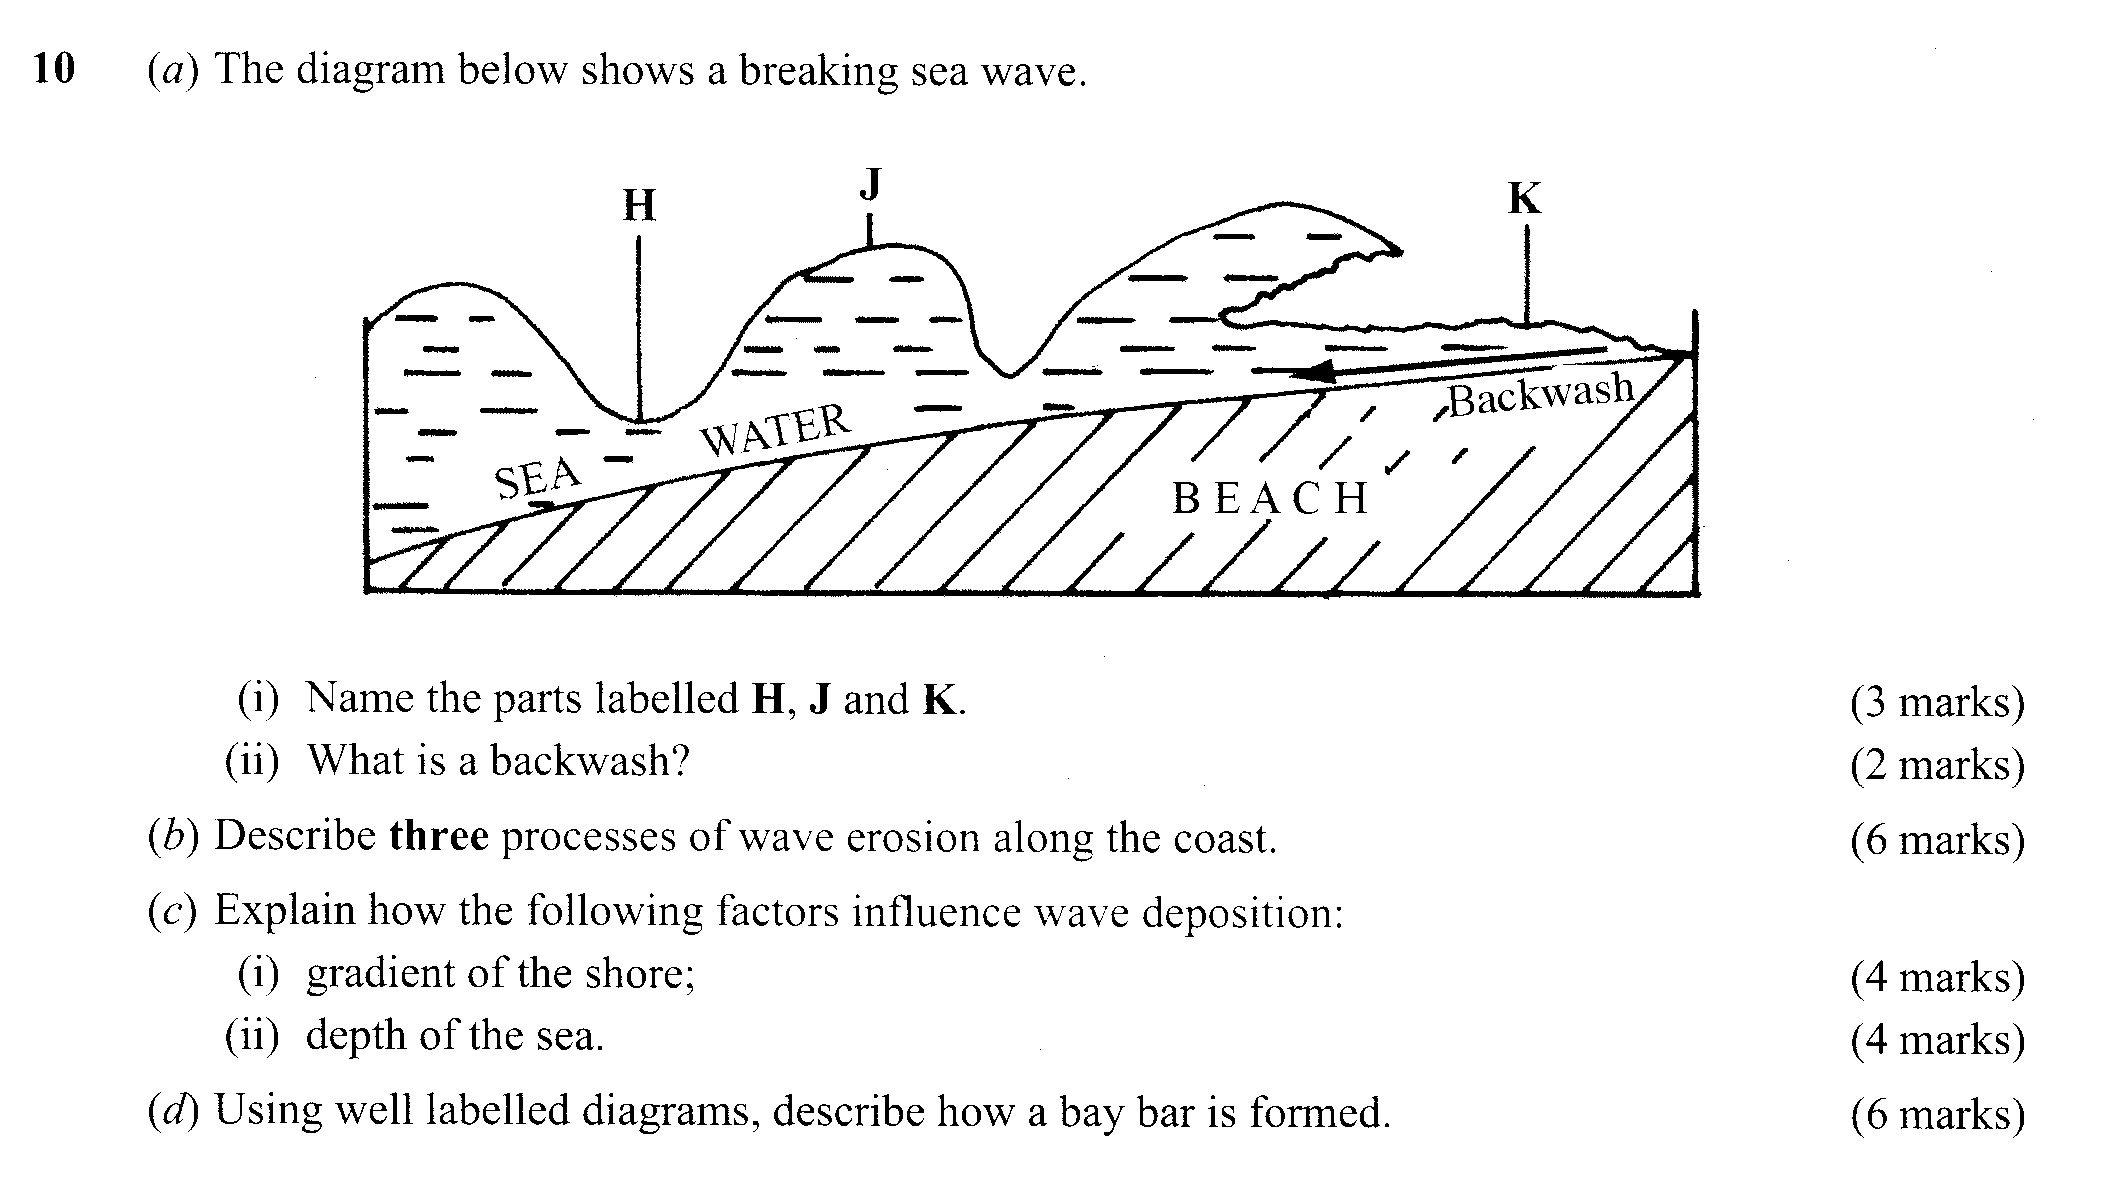 10 (a) The diagram below shows a breaking sea wave.
H
J
K
SEA WATER
Backwash
BEACH
(i) Name the parts labelled H, J and K. (3 marks)
(ii) What is a backwash? (2 marks)
(b) Describe three processes of wave erosion along the coast. (6 marks)
(c) Explain how the following factors influence wave deposition:
(i) gradient of the shore; (4 marks)
(ii) depth of the sea. (4 marks)
(d) Using well labelled diagrams, describe how a bay bar is formed. (6 marks)